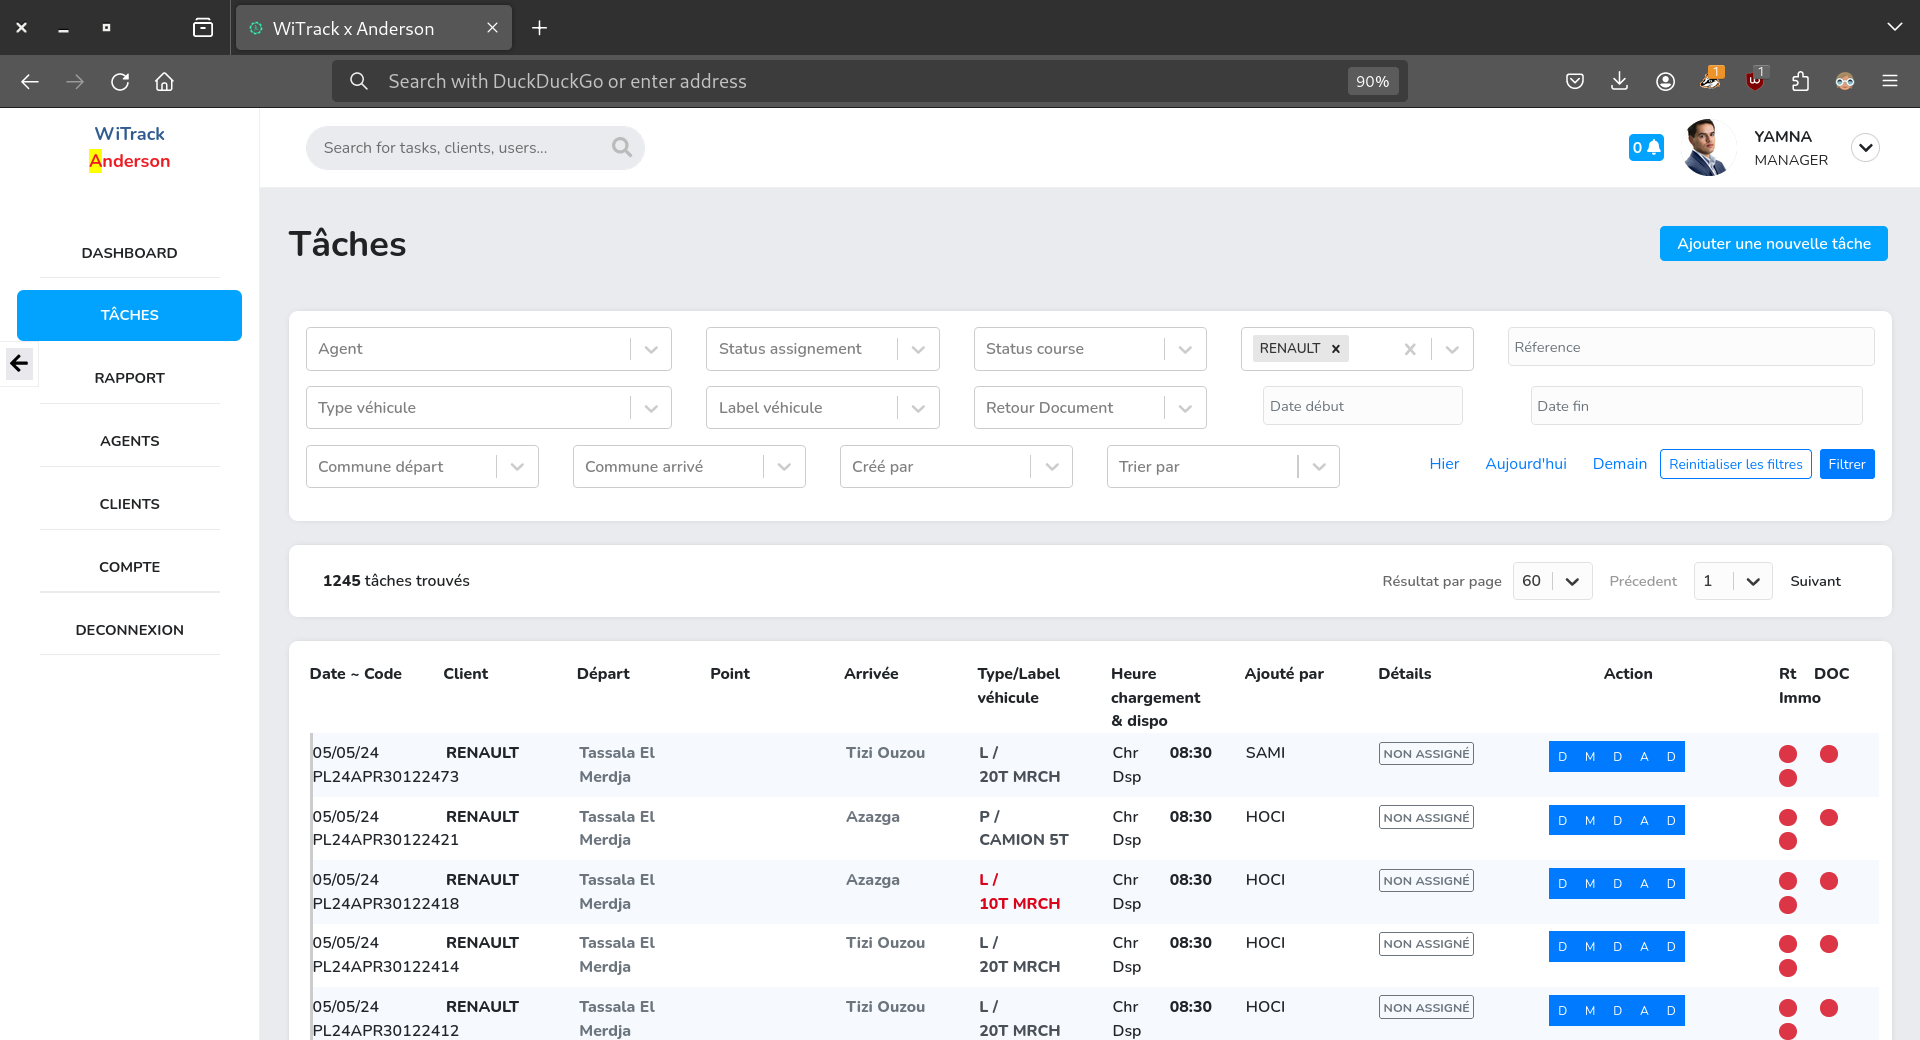 WiTrack x Anderson
Search with DuckDuckGo or enter address
90%
1
1
WiTrack
Anderson
Search for tasks, clients, users...
0
YAMNA
MANAGER
DASHBOARD
TÂCHES
RAPPORT
AGENTS
CLIENTS
COMPTE
DECONNEXION
Tâches
Ajouter une nouvelle tâche
Agent
Status assignement
Status course
RENAULT
Réference
Type véhicule
Label véhicule
Retour Document
Date début
Date fin
Commune départ
Commune arrivé
Créé par
Trier par
Hier
Aujourd'hui
Demain
Reinitialiser les filtres
Filtrer
1245 tâches trouvés
Résultat par page
60
Précedent
1
Suivant
Date ~ Code Client Départ Point Arrivée Type/Label Heure Ajouté par Détails Action Rt DOC
véhicule chargement Immo
& dispo
05/05/24 RENAULT Tassala El Tizi Ouzou L / Chr 08:30 SAMI NON ASSIGNÉ D M D A D
PL24APR30122473 Merdja 20T MRCH Dsp
05/05/24 RENAULT Tassala El Azazga P / Chr 08:30 HOCI NON ASSIGNÉ D M D A D
PL24APR30122421 Merdja CAMION 5T Dsp
05/05/24 RENAULT Tassala El Azazga L / Chr 08:30 HOCI NON ASSIGNÉ D M D A D
PL24APR30122418 Merdja 10T MRCH Dsp
05/05/24 RENAULT Tassala El Tizi Ouzou L / Chr 08:30 HOCI NON ASSIGNÉ D M D A D
PL24APR30122414 Merdja 20T MRCH Dsp
05/05/24 RENAULT Tassala El Tizi Ouzou L / Chr 08:30 HOCI NON ASSIGNÉ D M D A D
PL24APR30122412 Merdja 20T MRCH Dsp